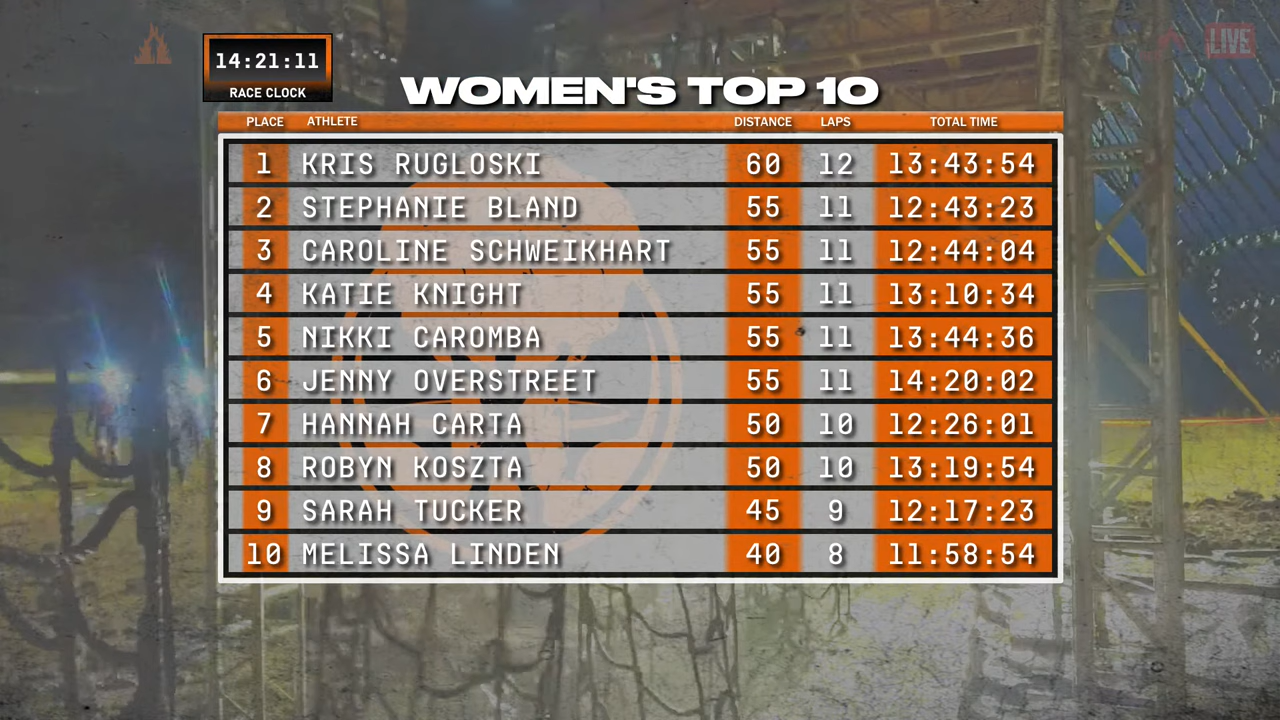 14:21:11
RACE CLOCK
LIVE
WOMEN'S TOP 10
PLACE ATHLETE DISTANCE LAPS TOTAL TIME
1 KRIS RUGLOSKI 60 12 13:43:54
2 STEPHANIE BLAND 55 11 12:43:23
3 CAROLINE SCHWEIKHART 55 11 12:44:04
4 KATIE KNIGHT 55 11 13:10:34
5 NIKKI CAROMBA 55 11 13:44:36
6 JENNY OVERSTREET 55 11 14:20:02
7 HANNAH CARTA 50 10 12:26:01
8 ROBYN KOSZTA 50 10 13:19:54
9 SARAH TUCKER 45 9 12:17:23
10 MELISSA LINDEN 40 8 11:58:54